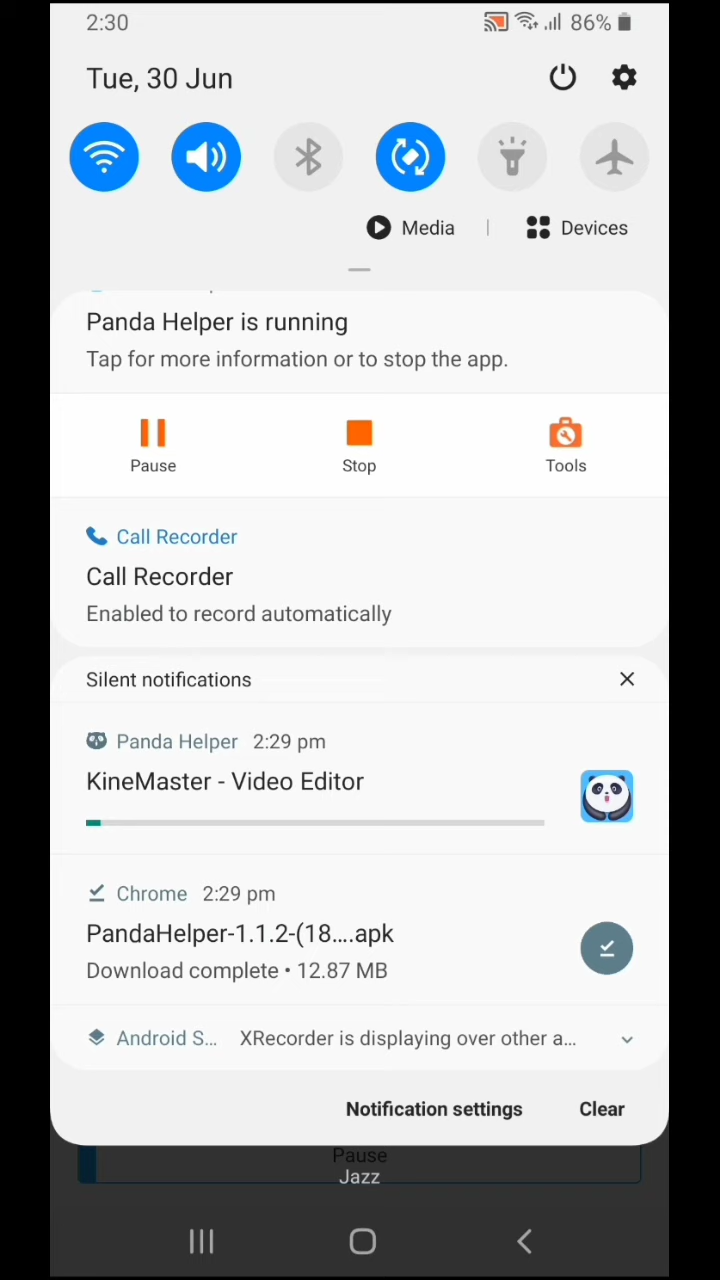 2:30 86%
Tue, 30 Jun
Media | Devices
Panda Helper is running
Tap for more information or to stop the app.
Pause Stop Tools
Call Recorder
Call Recorder
Enabled to record automatically
Silent notifications
Panda Helper 2:29 pm
KineMaster - Video Editor
Chrome 2:29 pm
PandaHelper-1.1.2-(18....apk
Download complete • 12.87 MB
Android S... XRecorder is displaying over other a...
Notification settings Clear
Pause
Jazz